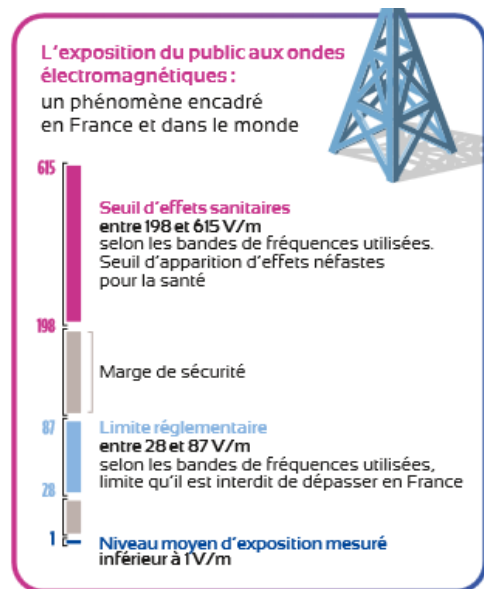 L'exposition du public aux ondes
électromagnétiques :
un phénomène encadré
en France et dans le monde
615
Seuil d'effets sanitaires
entre 198 et 615 V/m
selon les bandes de fréquences utilisées.
Seuil d'apparition d'effets néfastes
pour la santé
198
Marge de sécurité
87
Limite réglementaire
entre 28 et 87 V/m
selon les bandes de fréquences utilisées,
limite qu'il est interdit de dépasser en France
28
1
Niveau moyen d'exposition mesuré
inférieur à 1 V/m